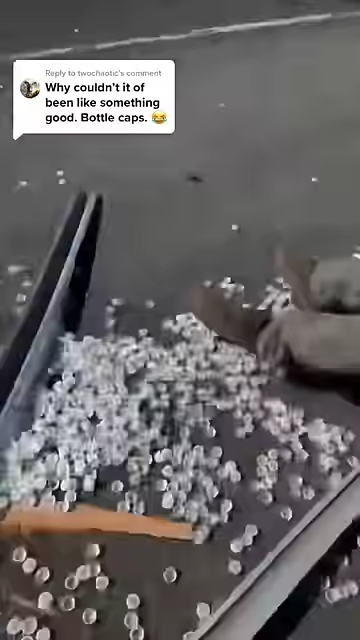 Reply to twochaotic's comment
Why couldn't it of
been like something
good. Bottle caps. 😂